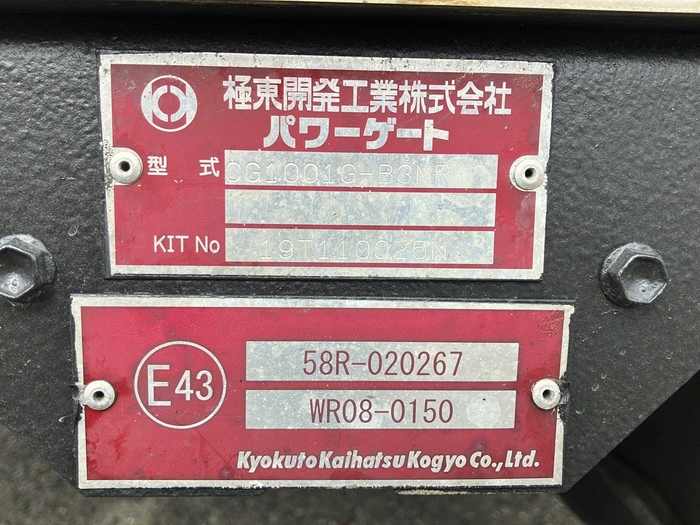 極東開発工業株式会社
パワーゲート
型 式 CG1001G-B3MR
KIT No 19T110028N
E43
58R-020267
WR08-0150
Kyokuto Kaihatsu Kogyo Co., Ltd.